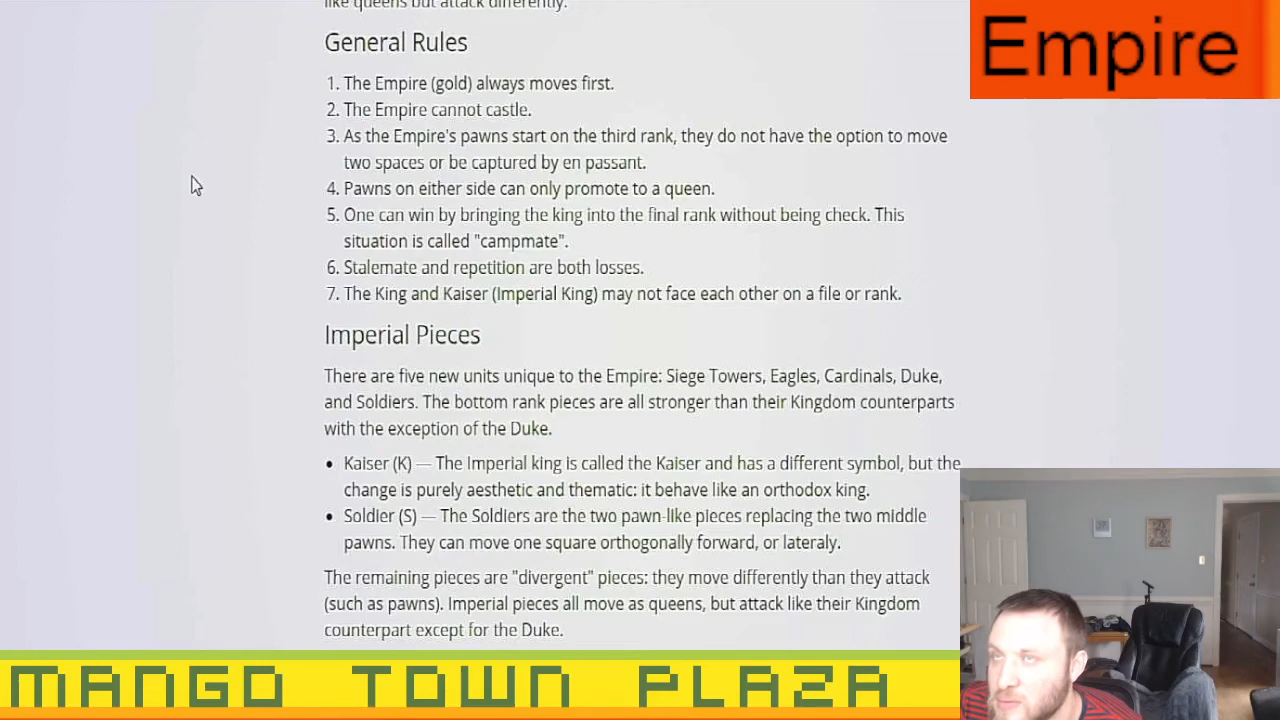 like queens but attack differently.
Empire
General Rules
1. The Empire (gold) always moves first.
2. The Empire cannot castle.
3. As the Empire's pawns start on the third rank, they do not have the option to move
two spaces or be captured by en passant.
4. Pawns on either side can only promote to a queen.
5. One can win by bringing the king into the final rank without being check. This
situation is called "campmate".
6. Stalemate and repetition are both losses.
7. The King and Kaiser (Imperial King) may not face each other on a file or rank.
Imperial Pieces
There are five new units unique to the Empire: Siege Towers, Eagles, Cardinals, Duke,
and Soldiers. The bottom rank pieces are all stronger than their Kingdom counterparts
with the exception of the Duke.
• Kaiser (K) — The Imperial king is called the Kaiser and has a different symbol, but the
change is purely aesthetic and thematic: it behave like an orthodox king.
• Soldier (S) — The Soldiers are the two pawn-like pieces replacing the two middle
pawns. They can move one square orthogonally forward, or lateraly.
The remaining pieces are "divergent" pieces: they move differently than they attack
(such as pawns). Imperial pieces all move as queens, but attack like their Kingdom
counterpart except for the Duke.
MANGO TOWN PLAZA